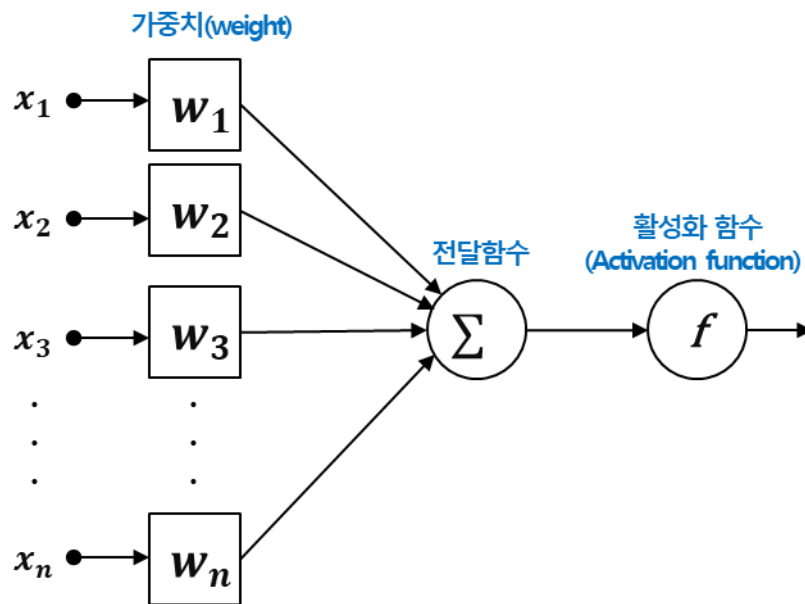 가중치(weight)
x₁ w₁
x₂ w₂
전달함수
활성화 함수
(Activation function)
x₃ w₃ ∑ f
. .
. .
. .
xₙ wₙ